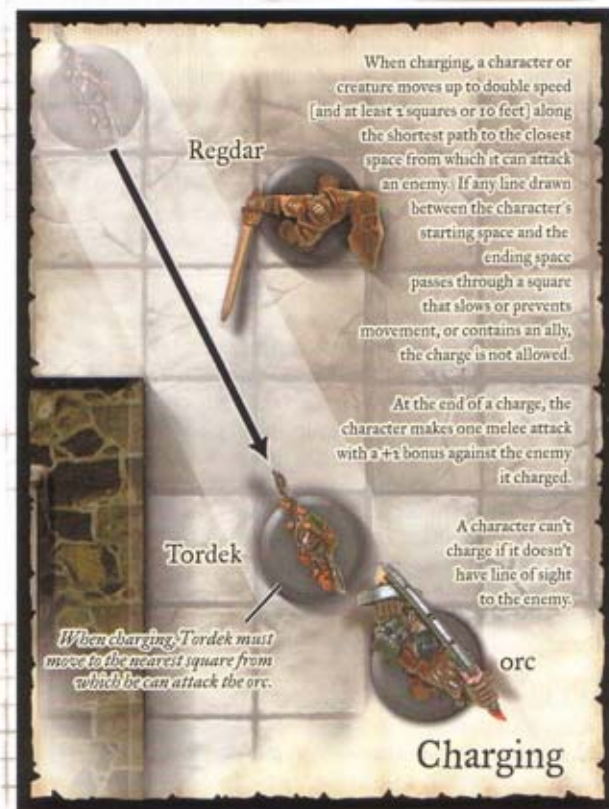 When charging, a character or
creature moves up to double speed
(and at least 2 squares or 10 feet) along
the shortest path to the closest
space from which it can attack
an enemy. If any line drawn
between the character's
starting space and the
ending space
passes through a square
that slows or prevents
movement, or contains an ally,
the charge is not allowed.
Regdar
At the end of a charge, the
character makes one melee attack
with a +2 bonus against the enemy
it charged.
A character can't
charge if it doesn't
have line of sight
to the enemy.
Tordek
When charging, Tordek must
move to the nearest square from
which he can attack the orc.
orc
Charging